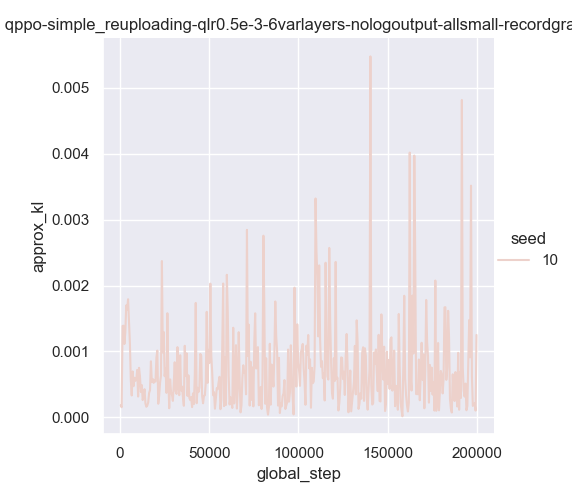 qppo-simple_reuploading-qlr0.5e-3-6varlayers-nologoutput-allsmall-recordgra
0.005
0.004
0.003
0.002
0.001
0.000
approx_kl
0 50000 100000 150000 200000
global_step
seed
10